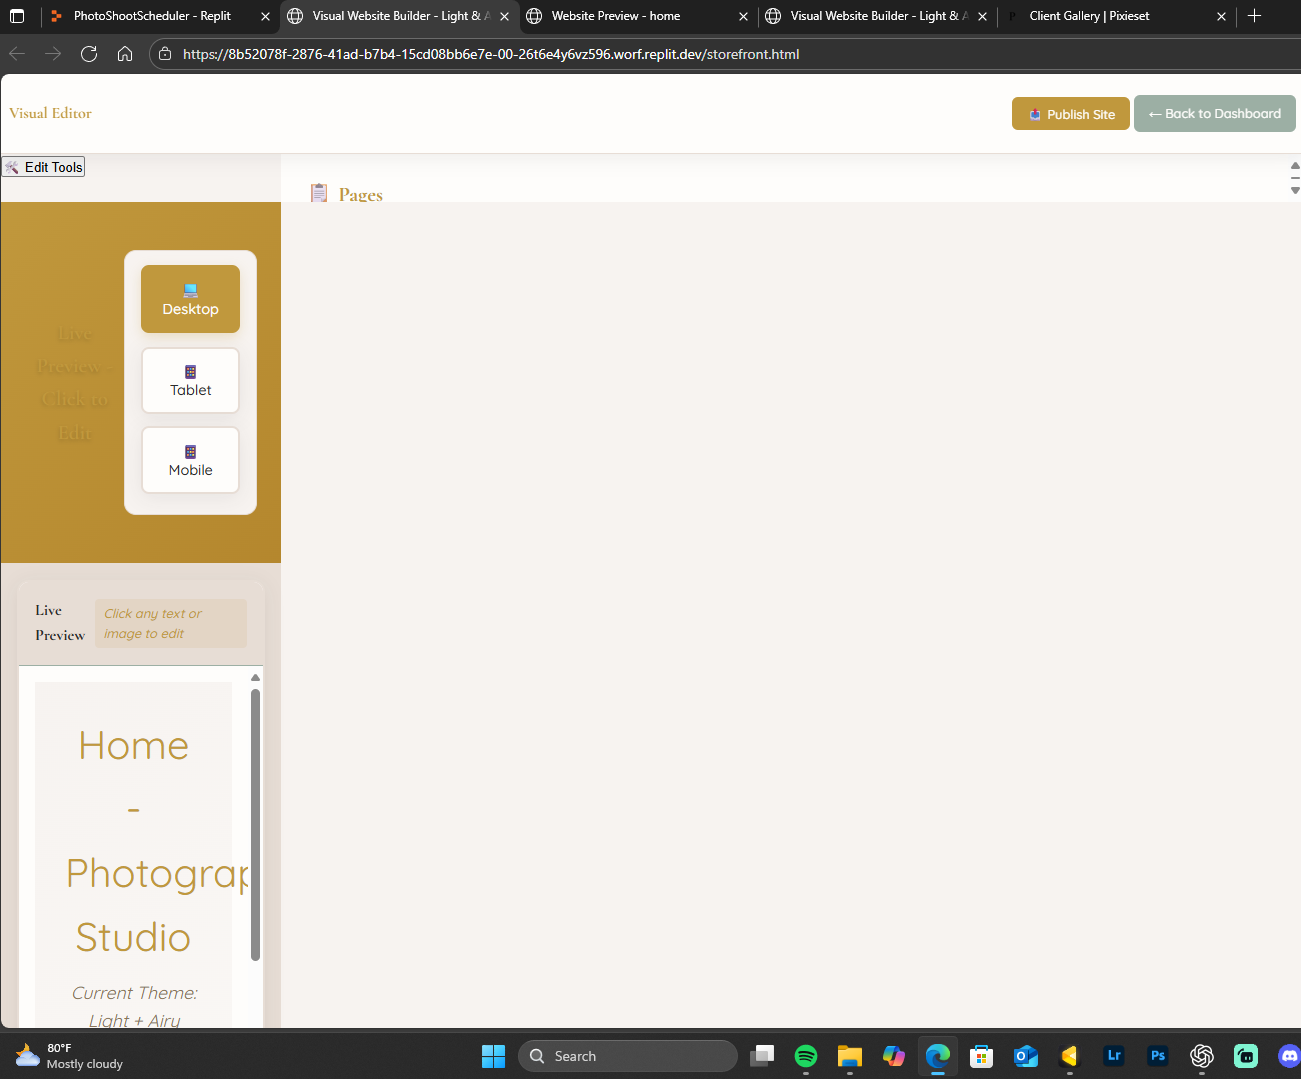 PhotoShootScheduler - Replit
Visual Website Builder - Light & A
Website Preview - home
Visual Website Builder - Light & A
Client Gallery | Pixieset
https://8b52078f-2876-41ad-b7b4-15cd08bb6e7e-00-26t6e4y6vz596.worf.replit.dev/storefront.html
Visual Editor
Publish Site
← Back to Dashboard
Edit Tools
Pages
Live
Preview -
Click to
Edit
Desktop
Tablet
Mobile
Live
Preview
Click any text or
image to edit
Home
-
Photograp
Studio
Current Theme:
Light + Airy
80°F
Mostly cloudy
Search
Lr
Ps